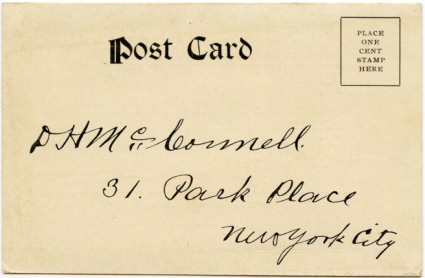 Post Card
PLACE
ONE
CENT
STAMP
HERE
D H McConnell.
31. Park Place
New York City